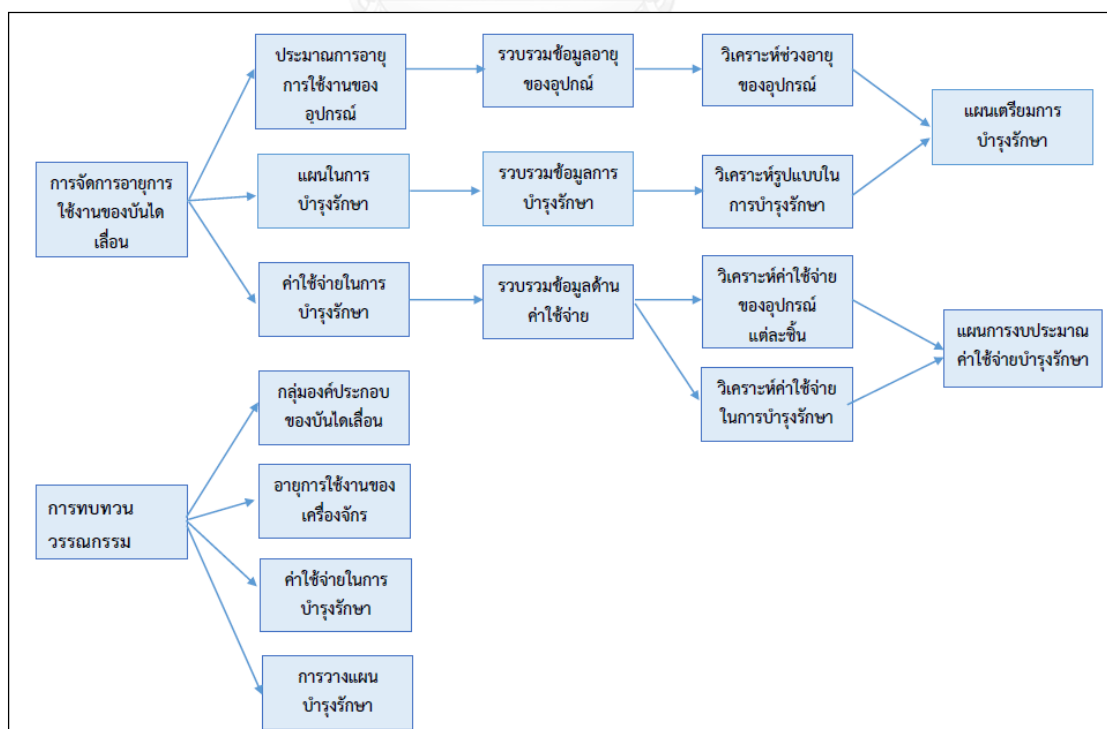 ประมาณการอายุ
การใช้งานของ
อุปกรณ์
รวบรวมข้อมูลอายุ
ของอุปกณ์
วิเคราะห์ช่วงอายุ
ของอุปกรณ์
แผนเตรียมการ
บำรุงรักษา
การจัดการอายุการ
ใช้งานของบันได
เลื่อน
แผนในการ
บำรุงรักษา
รวบรวมข้อมูลการ
บำรุงรักษา
วิเคราะห์รูปแบบใน
การบำรุงรักษา
ค่าใช้จ่ายในการ
บำรุงรักษา
รวบรวมข้อมูลด้าน
ค่าใช้จ่าย
วิเคราะห์ค่าใช้จ่าย
ของอุปกรณ์
แต่ละชิ้น
แผนการงบประมาณ
ค่าใช้จ่ายบำรุงรักษา
วิเคราะห์ค่าใช้จ่าย
ในการบำรุงรักษา
กลุ่มองค์ประกอบ
ของบันไดเลื่อน
การทบทวน
วรรณกรรม
อายุการใช้งานของ
เครื่องจักร
ค่าใช้จ่ายในการ
บำรุงรักษา
การวางแผน
บำรุงรักษา